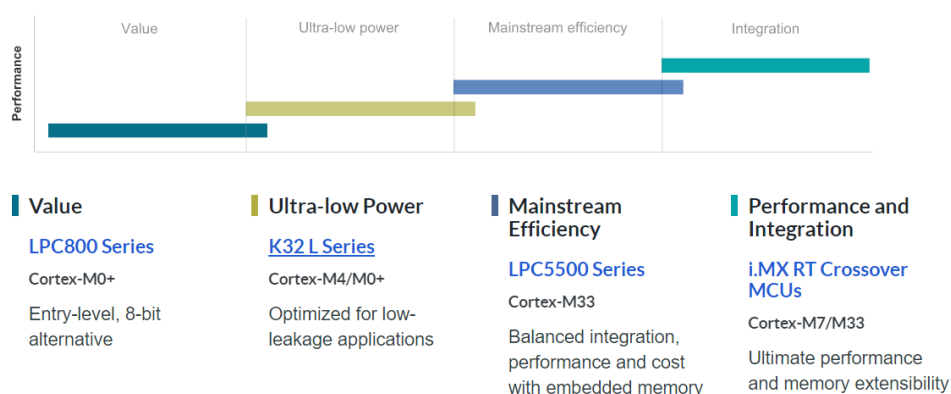 Value
Ultra-low power
Mainstream efficiency
Integration
Performance
Value
LPC800 Series
Cortex-M0+
Entry-level, 8-bit
alternative
Ultra-low Power
K32 L Series
Cortex-M4/M0+
Optimized for low-
leakage applications
Mainstream
Efficiency
LPC5500 Series
Cortex-M33
Balanced integration,
performance and cost
with embedded memory
Performance and
Integration
i.MX RT Crossover
MCUs
Cortex-M7/M33
Ultimate performance
and memory extensibility